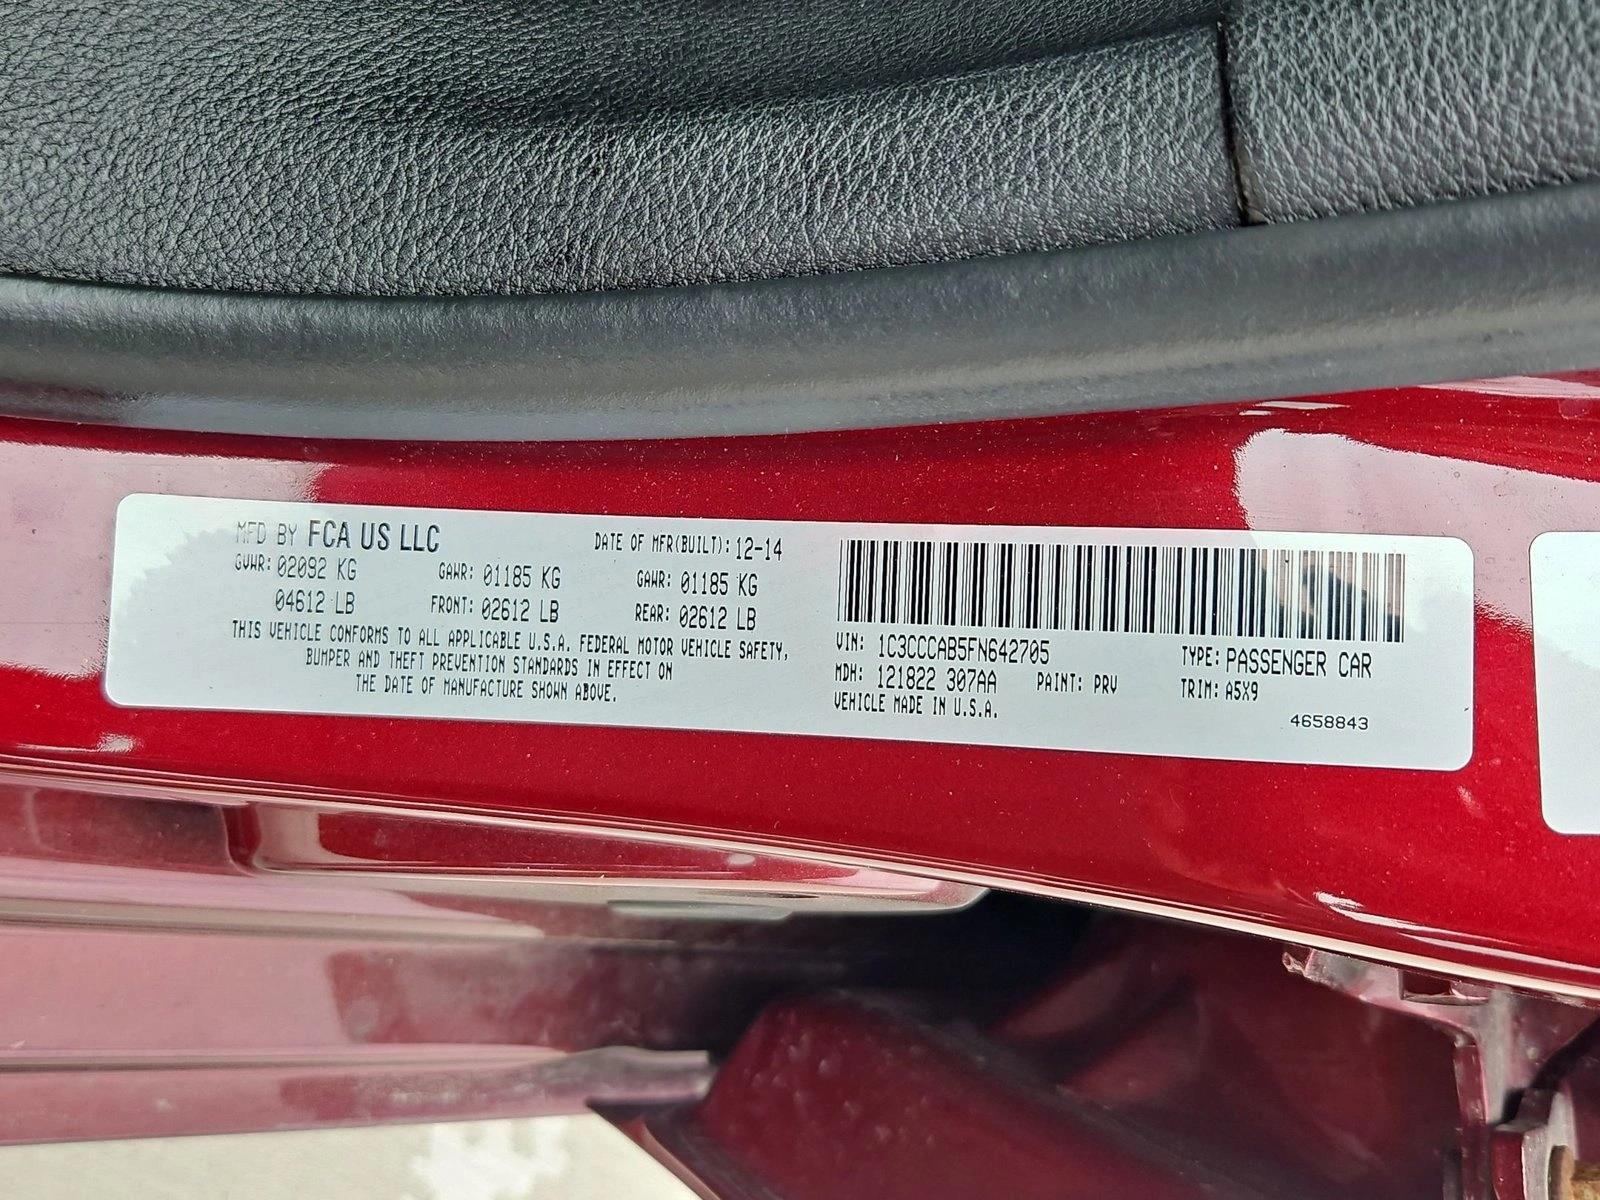 MFD BY FCA US LLC DATE OF MFR(BUILT): 12-14
GVWR: 02092 KG GAWR: 01185 KG GAWR: 01185 KG
04612 LB FRONT: 02612 LB REAR: 02612 LB
THIS VEHICLE CONFORMS TO ALL APPLICABLE U.S.A. FEDERAL MOTOR VEHICLE SAFETY,
BUMPER AND THEFT PREVENTION STANDARDS IN EFFECT ON
THE DATE OF MANUFACTURE SHOWN ABOVE.
VIN: 1C3CCCAB5FN642705 TYPE: PASSENGER CAR
MDH: 121822 307AA PAINT: PRV TRIM: A5X9
VEHICLE MADE IN U.S.A.
4658843